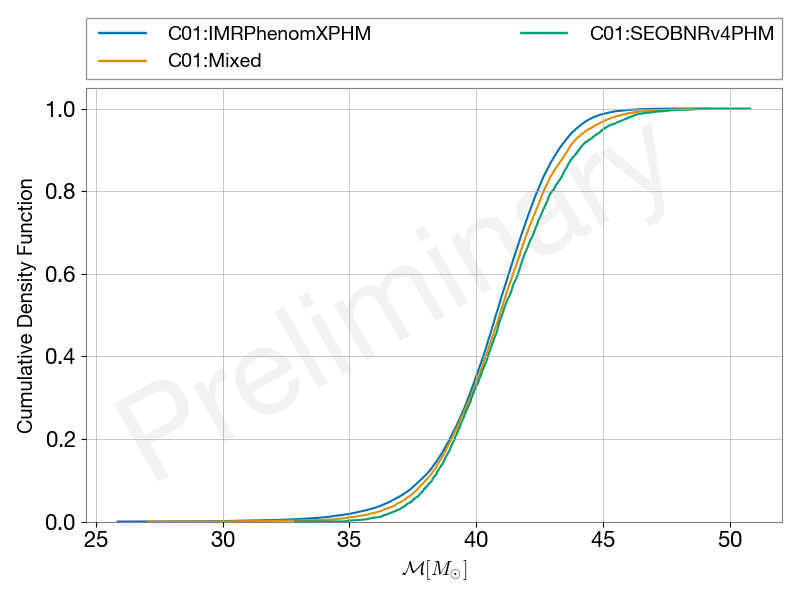 C01:IMRPhenomXPHM
C01:SEOBNRv4PHM
C01:Mixed
Preliminary
Cumulative Density Function
1.0
0.8
0.6
0.4
0.2
0.0
25 30 35 40 45 50
ℳ[M☉]